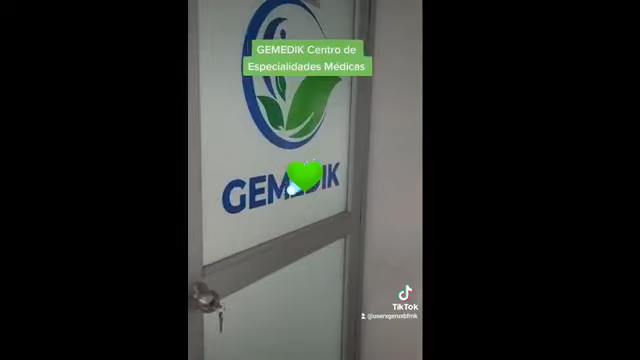 GEMEDIK Centro de
Especialidades Médicas
GEMEDIK
TikTok
@userxgenxbfmk